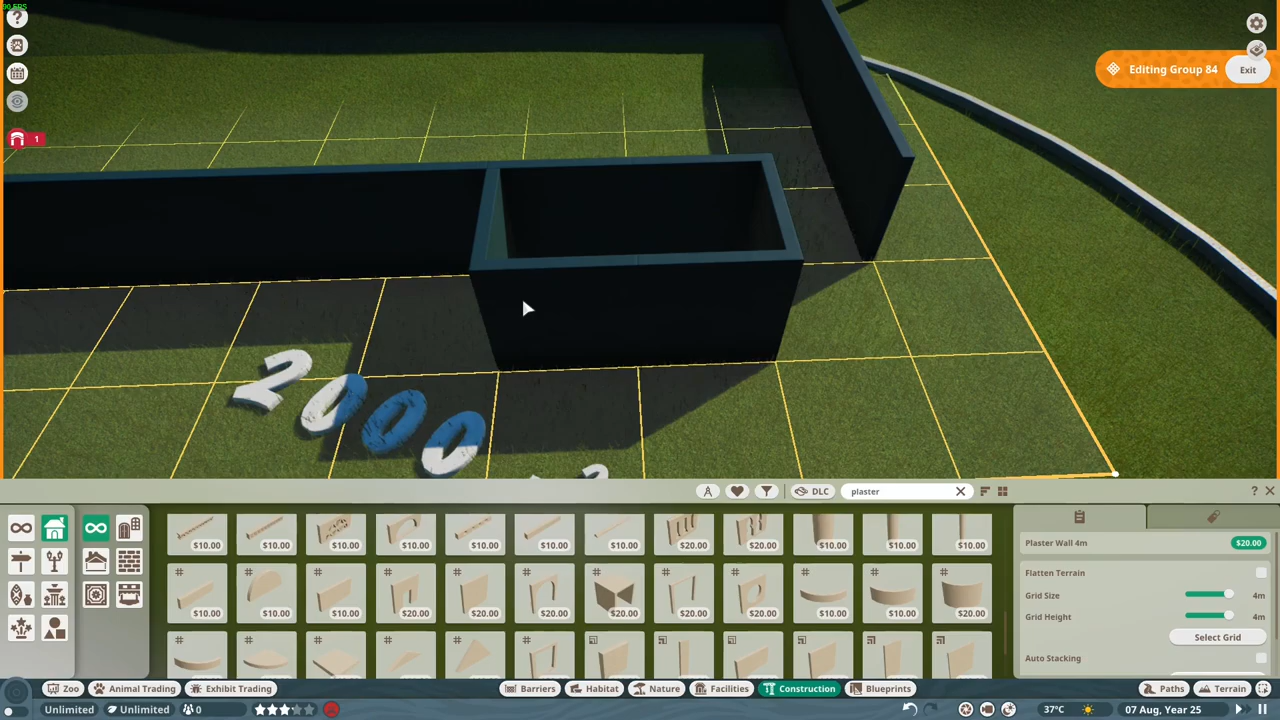 90 FPS
Editing Group 84
Exit
1
2000
DLC
plaster
$10.00 $10.00 $10.00 $10.00 $10.00 $10.00 $10.00 $20.00 $20.00 $10.00 $10.00 $10.00
$10.00 $10.00 $10.00 $20.00 $20.00 $20.00 $20.00 $20.00 $20.00 $10.00 $10.00 $20.00
Plaster Wall 4m
$20.00
Flatten Terrain
Grid Size
4m
Grid Height
4m
Select Grid
Auto Stacking
Zoo
Animal Trading
Exhibit Trading
Barriers
Habitat
Nature
Facilities
Construction
Blueprints
Paths
Terrain
Unlimited
Unlimited
0
37°C
07 Aug, Year 25